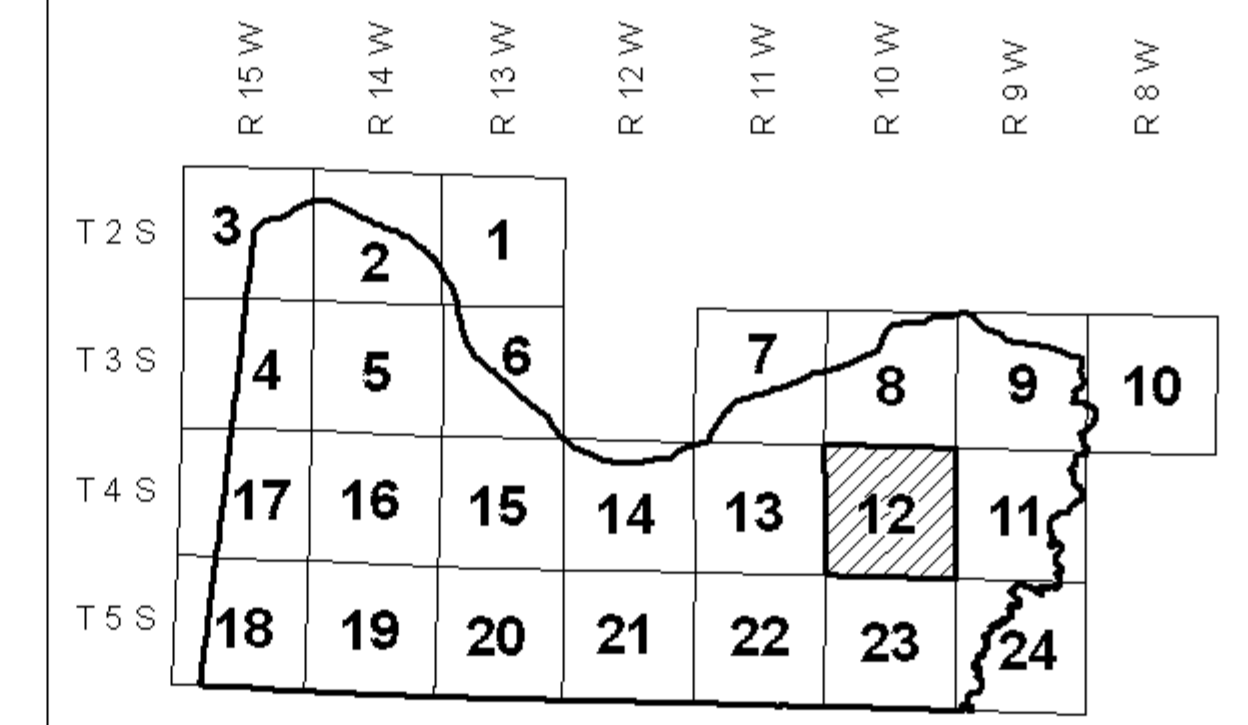 R 15 W R 14 W R 13 W R 12 W R 11 W R 10 W R 9 W R 8 W
T 2 S 3 2 1
T 3 S 4 5 6 7 8 9 10
T 4 S 17 16 15 14 13 12 11
T 5 S 18 19 20 21 22 23 24